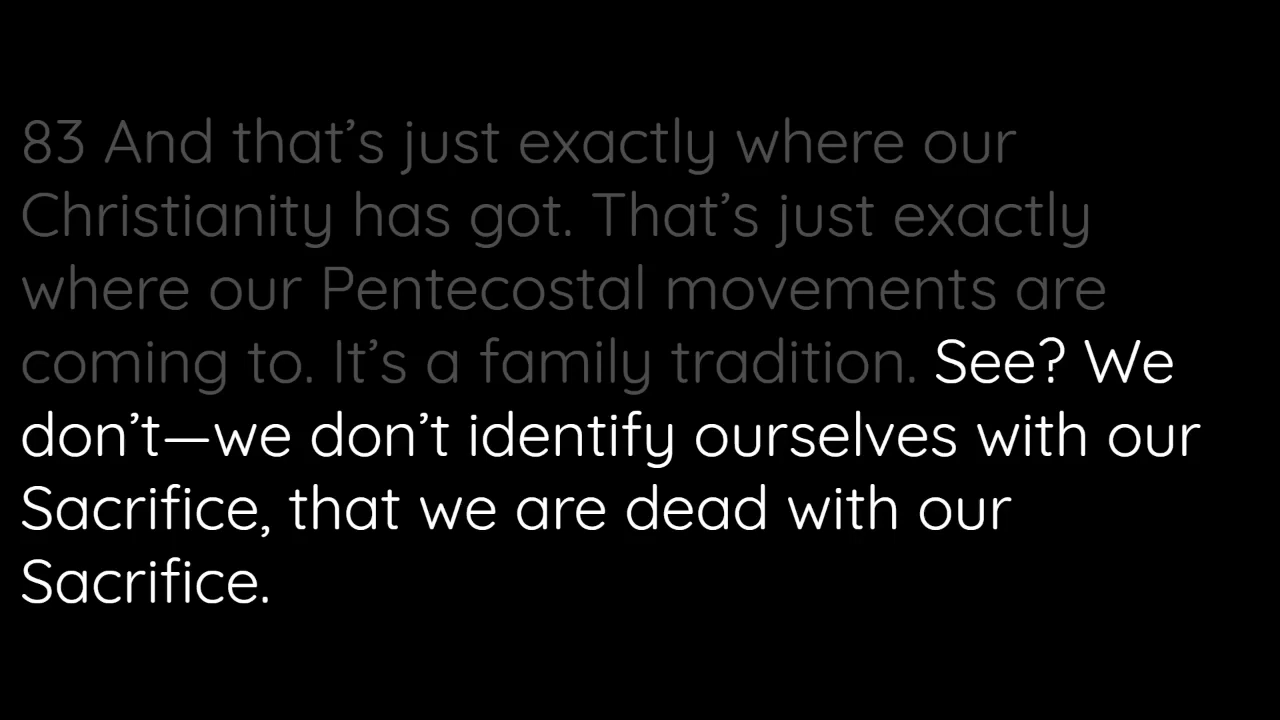 83 And that’s just exactly where our
Christianity has got. That’s just exactly
where our Pentecostal movements are
coming to. It’s a family tradition. See? We
don’t—we don’t identify ourselves with our
Sacrifice, that we are dead with our
Sacrifice.